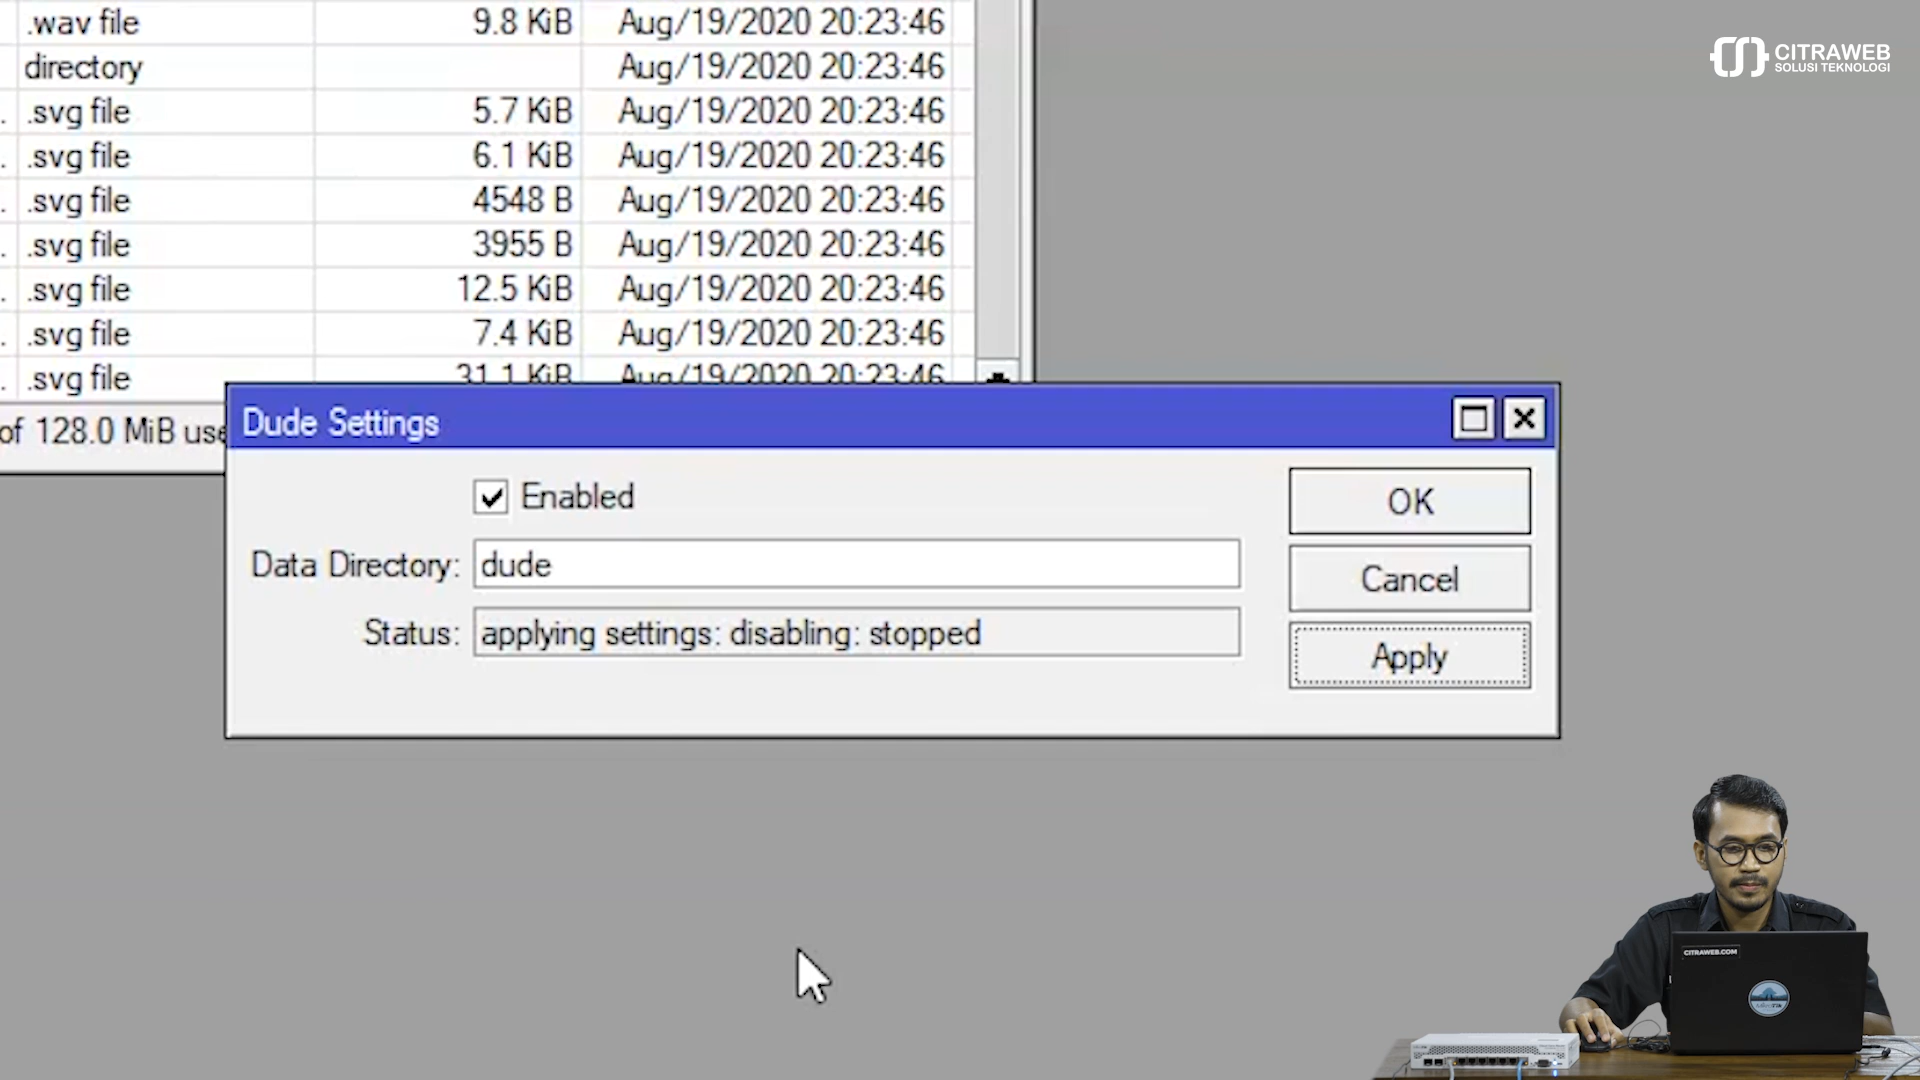 .wav file 9.8 KiB Aug/19/2020 20:23:46
directory Aug/19/2020 20:23:46
. .svg file 5.7 KiB Aug/19/2020 20:23:46
. .svg file 6.1 KiB Aug/19/2020 20:23:46
. .svg file 4548 B Aug/19/2020 20:23:46
. .svg file 3955 B Aug/19/2020 20:23:46
. .svg file 12.5 KiB Aug/19/2020 20:23:46
. .svg file 7.4 KiB Aug/19/2020 20:23:46
. .svg file 31.1 KiB Aug/19/2020 20:23:46
of 128.0 MiB use
CITRAWEB
SOLUSI TEKNOLOGI
Dude Settings
Enabled
Data Directory: dude
Status: applying settings: disabling: stopped
OK
Cancel
Apply
CITRAWEB.COM